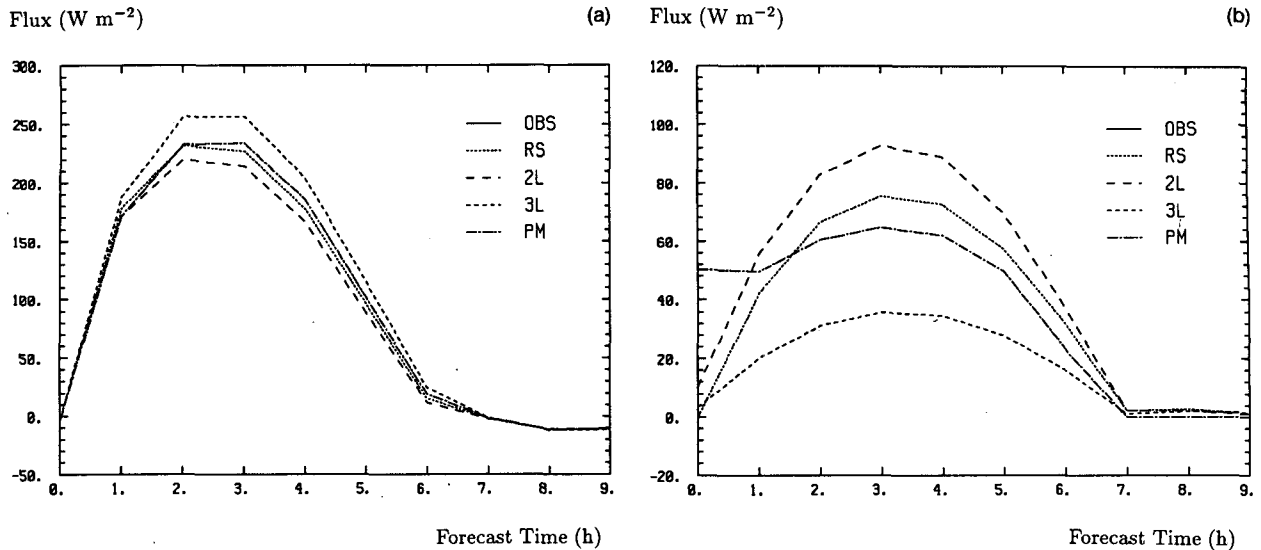 Flux (W m⁻²)
(a)
300.
250.
200.
150.
100.
50.
0.
-50.
0. 1. 2. 3. 4. 5. 6. 7. 8. 9.
OBS
RS
2L
3L
PM
Forecast Time (h)
Flux (W m⁻²)
(b)
120.
100.
80.
60.
40.
20.
0.
-20.
0. 1. 2. 3. 4. 5. 6. 7. 8. 9.
OBS
RS
2L
3L
PM
Forecast Time (h)